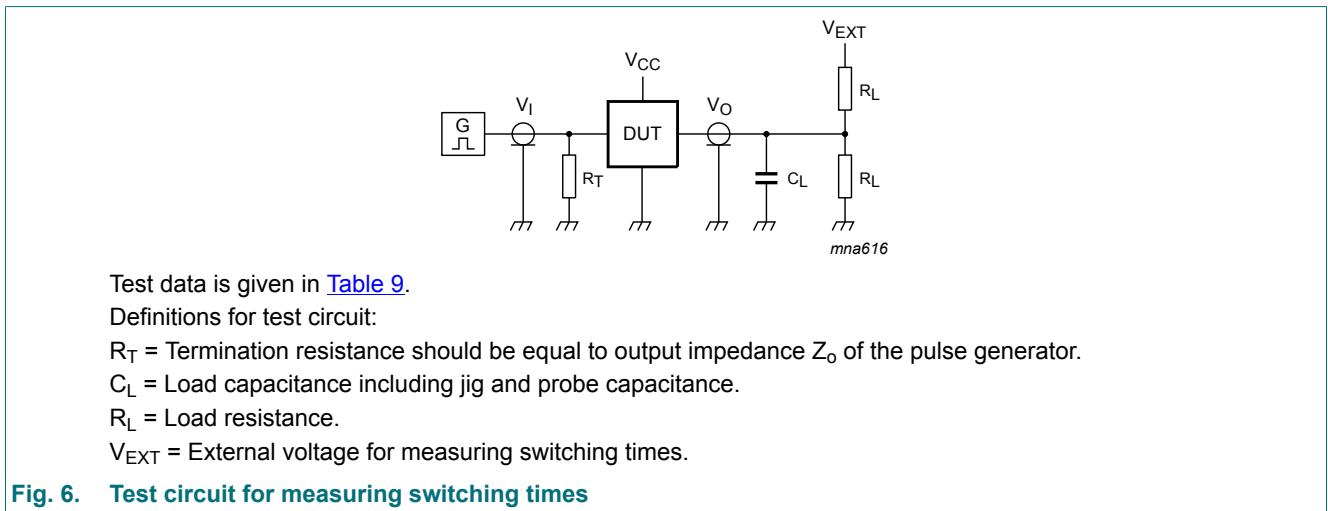 VEXT
VCC
RL
VI
VO
G
DUT
RT
CL
RL
mna616
Test data is given in Table 9.
Definitions for test circuit:
RT = Termination resistance should be equal to output impedance Zo of the pulse generator.
CL = Load capacitance including jig and probe capacitance.
RL = Load resistance.
VEXT = External voltage for measuring switching times.
Fig. 6. Test circuit for measuring switching times